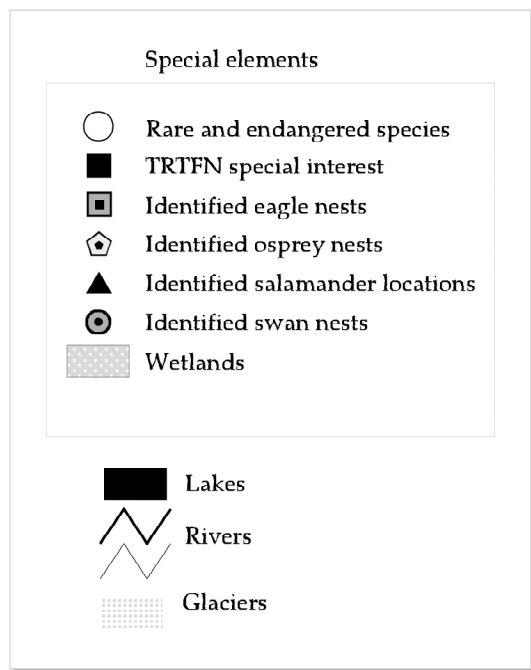 Special elements
Rare and endangered species
TRTFN special interest
Identified eagle nests
Identified osprey nests
Identified salamander locations
Identified swan nests
Wetlands
Lakes
Rivers
Glaciers